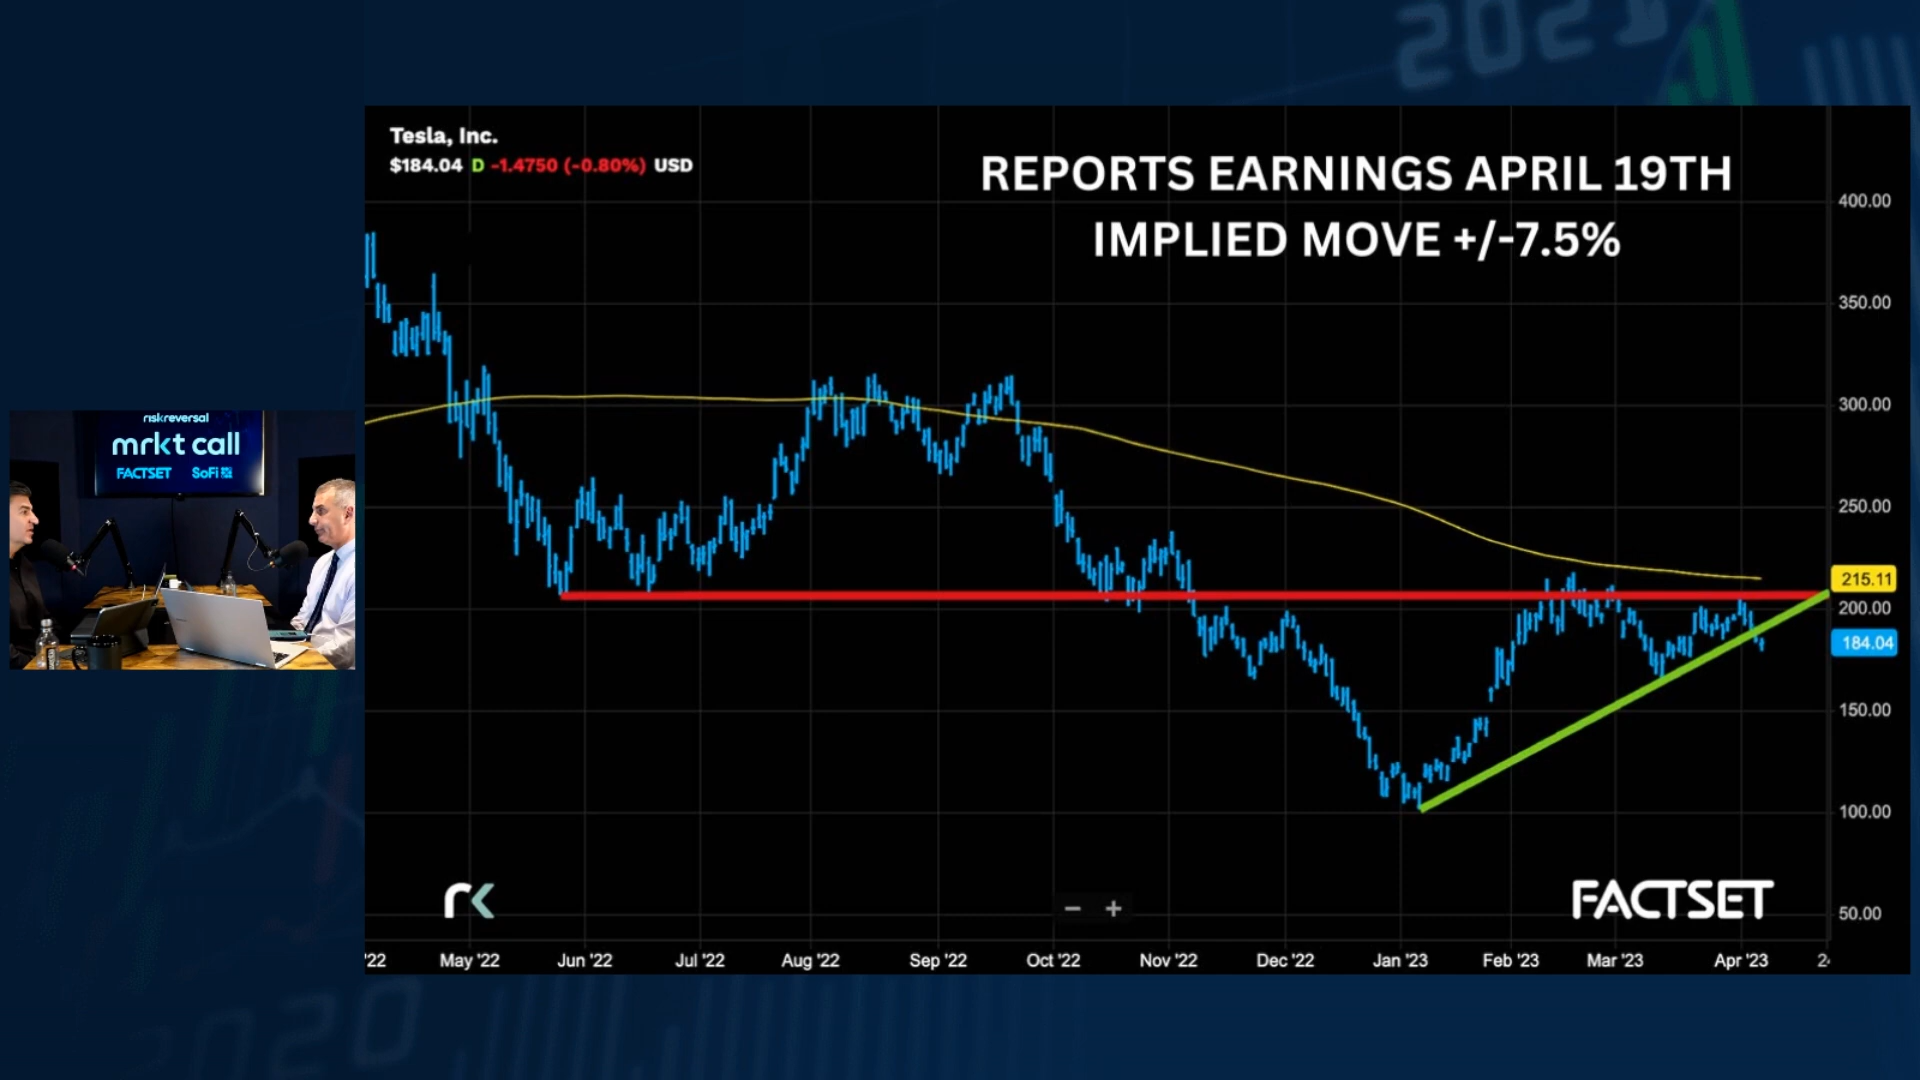 2021
Tesla, Inc.
$184.04 D -1.4750 (-0.80%) USD
REPORTS EARNINGS APRIL 19TH
IMPLIED MOVE +/-7.5%
400.00
350.00
300.00
250.00
215.11
200.00
184.04
150.00
100.00
50.00
riskreversal
mrkt call
FACTSET SoFi
rk
− +
FACTSET
'22 May '22 Jun '22 Jul '22 Aug '22 Sep '22 Oct '22 Nov '22 Dec '22 Jan '23 Feb '23 Mar '23 Apr '23
2020